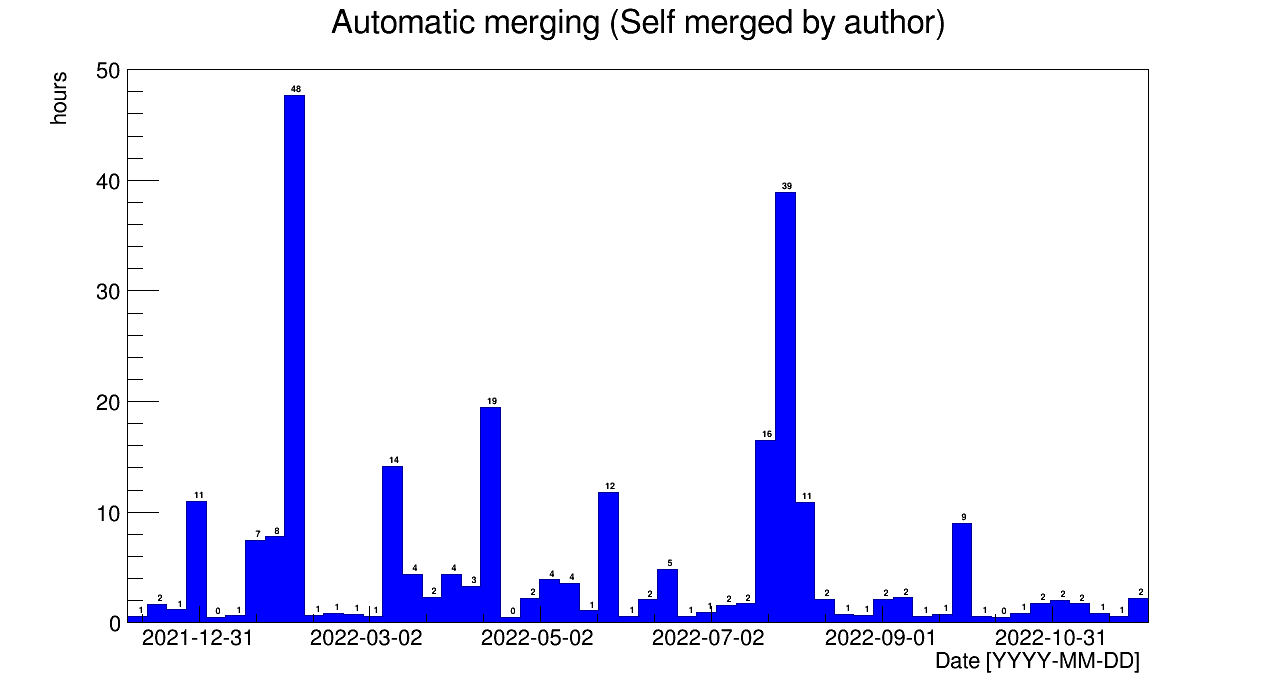 Automatic merging (Self merged by author)
hours
50
40
30
20
10
0
1 2 1 11 0 1 7 8 48 1 1 1 1 14 4 2 4 3 19 0 2 4 4 1 12 1 2 5 1 1 2 2 16 39 11 2 1 1 2 2 1 1 9 1 0 1 2 2 2 1 1 2
2021-12-31 2022-03-02 2022-05-02 2022-07-02 2022-09-01 2022-10-31
Date [YYYY-MM-DD]